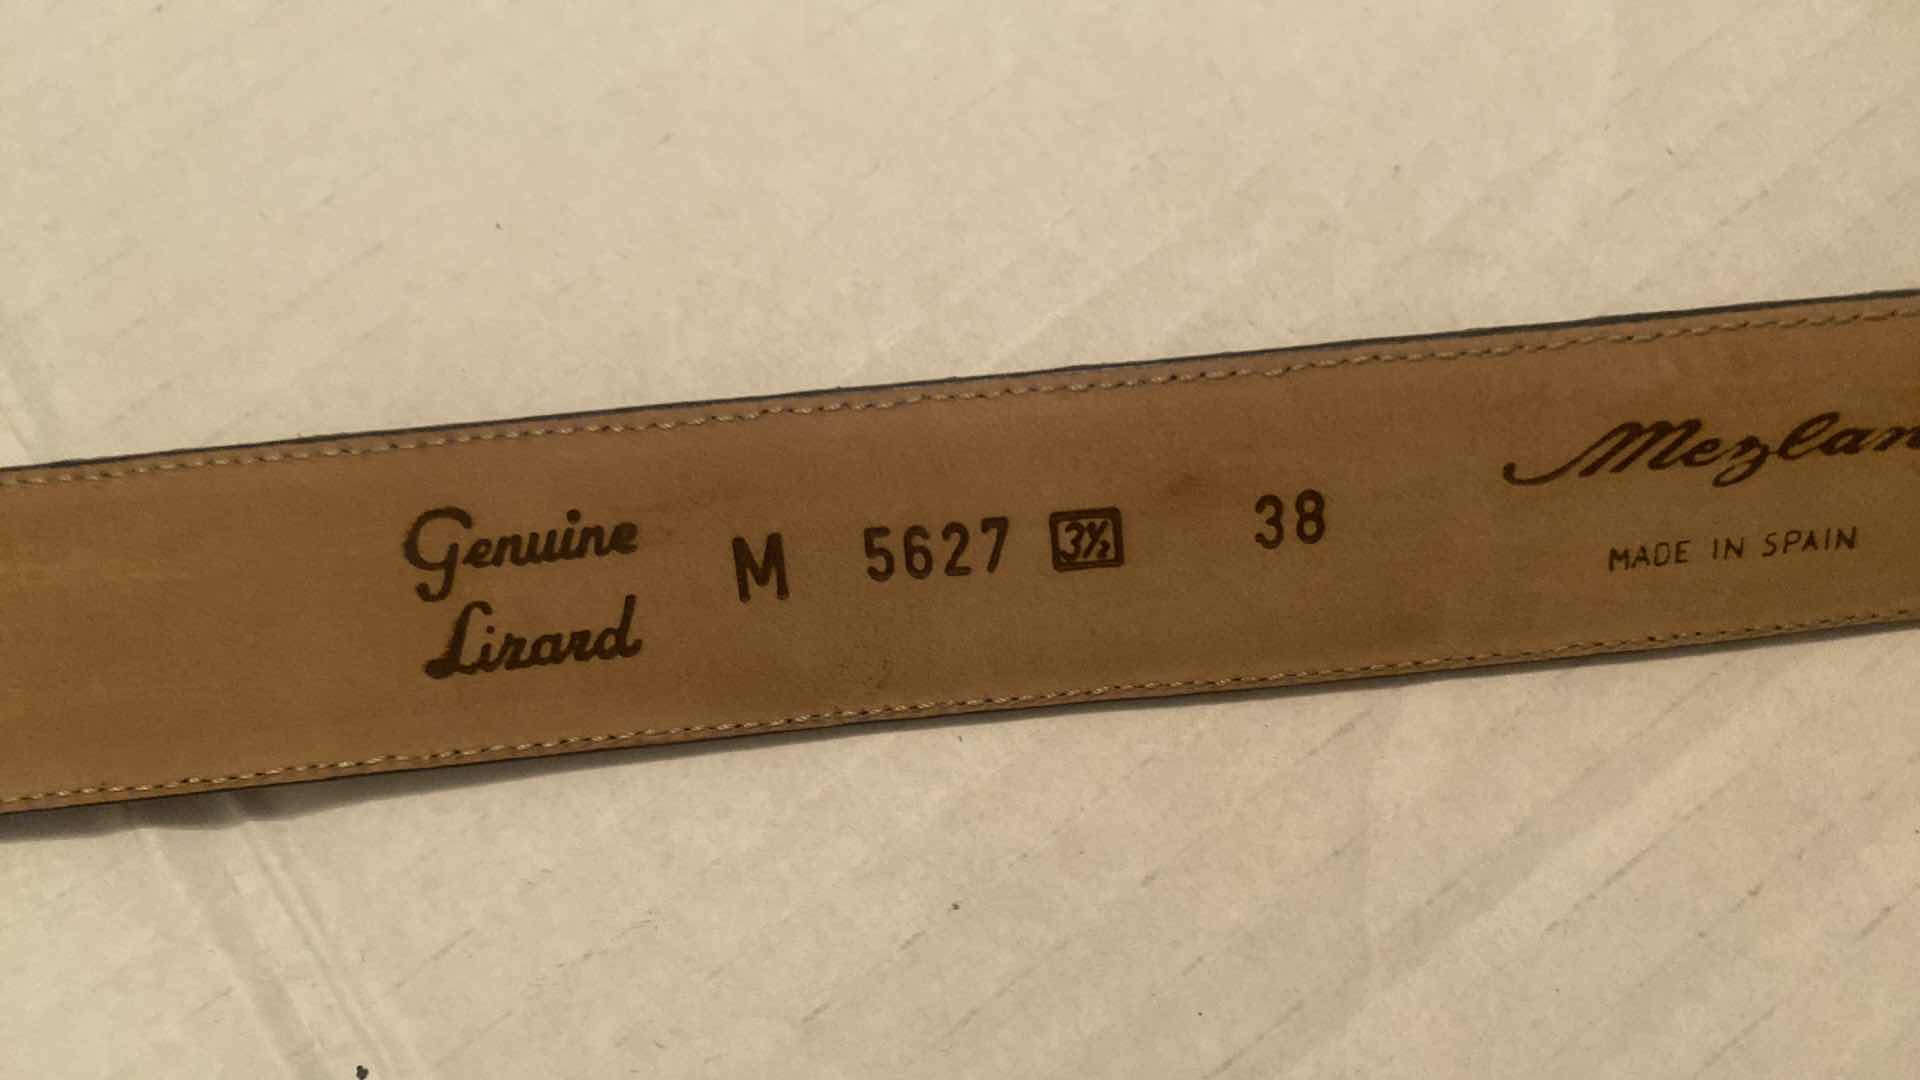 Genuine
Lizard
M 5627 3½ 38
Mezlan
MADE IN SPAIN